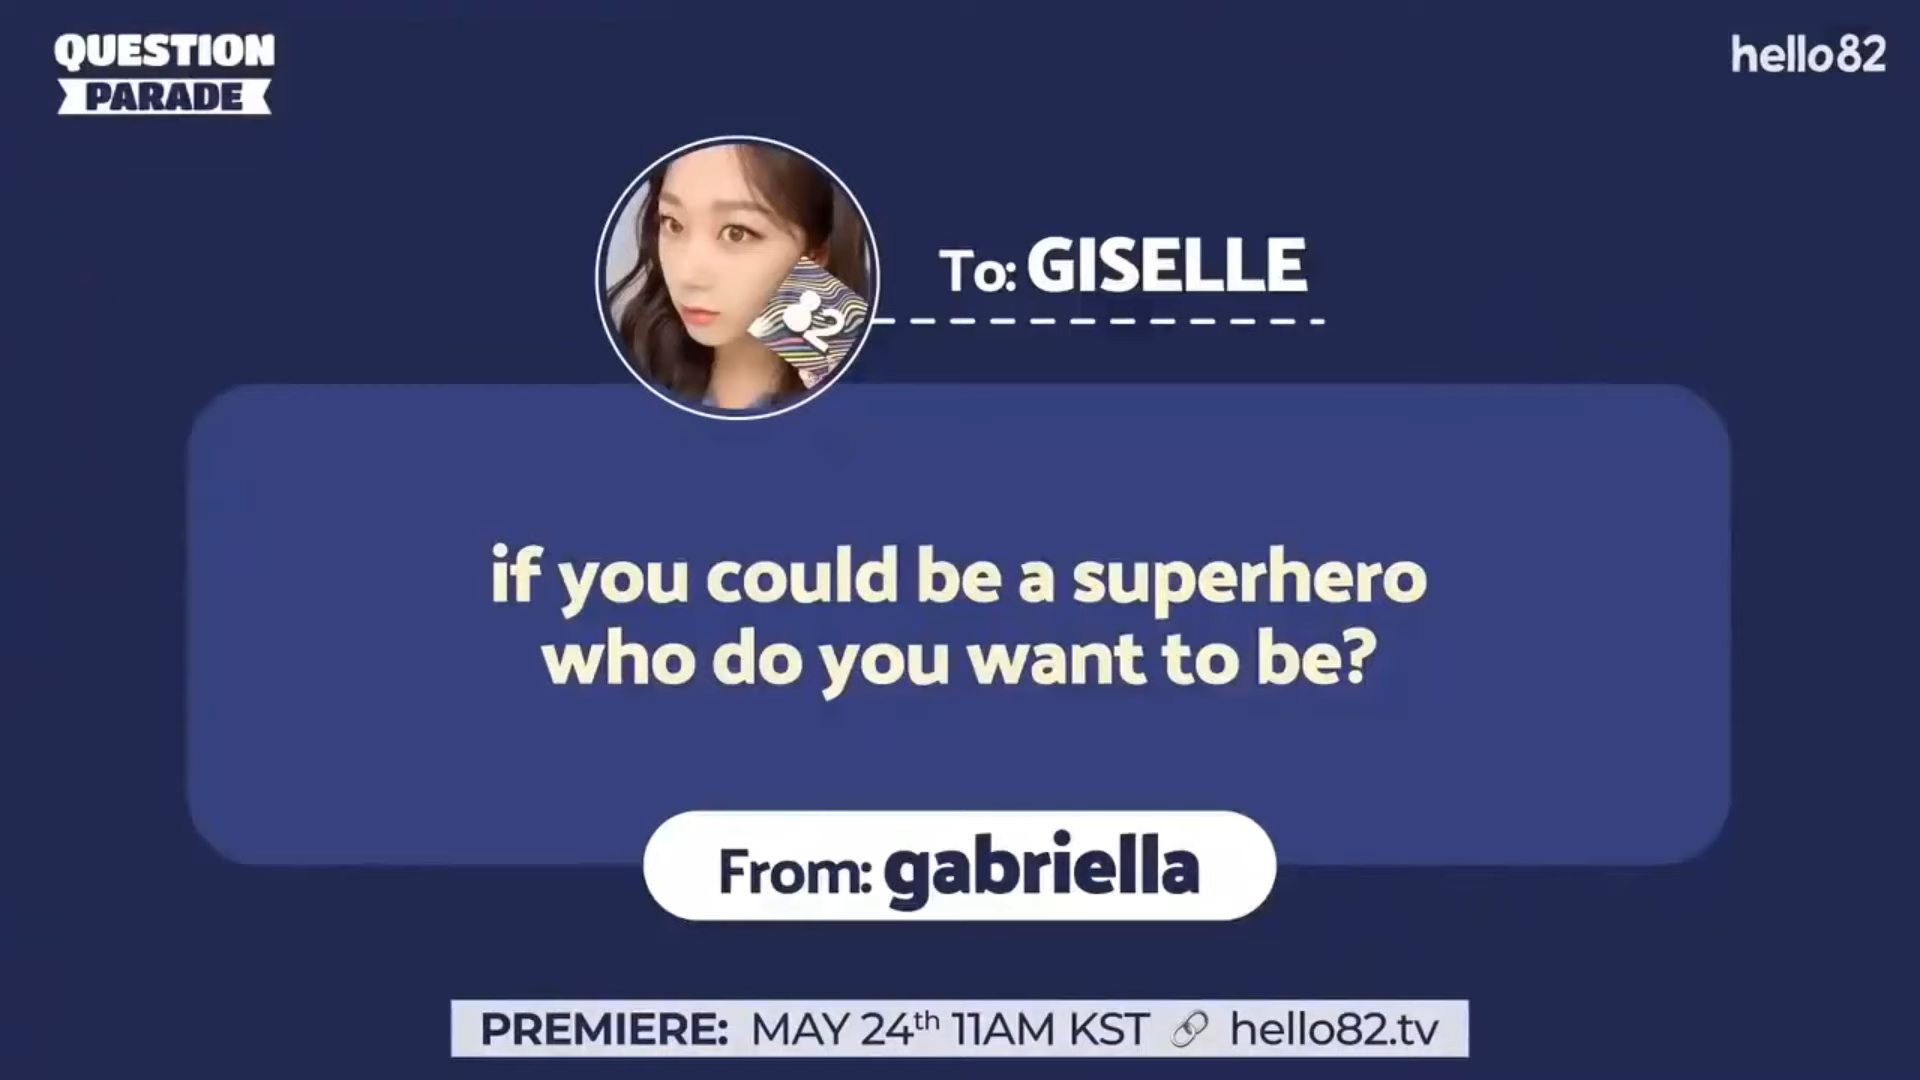 QUESTION
PARADE
hello82
82
To: GISELLE
if you could be a superhero
who do you want to be?
From: gabriella
PREMIERE: MAY 24th 11AM KST 🔗 hello82.tv